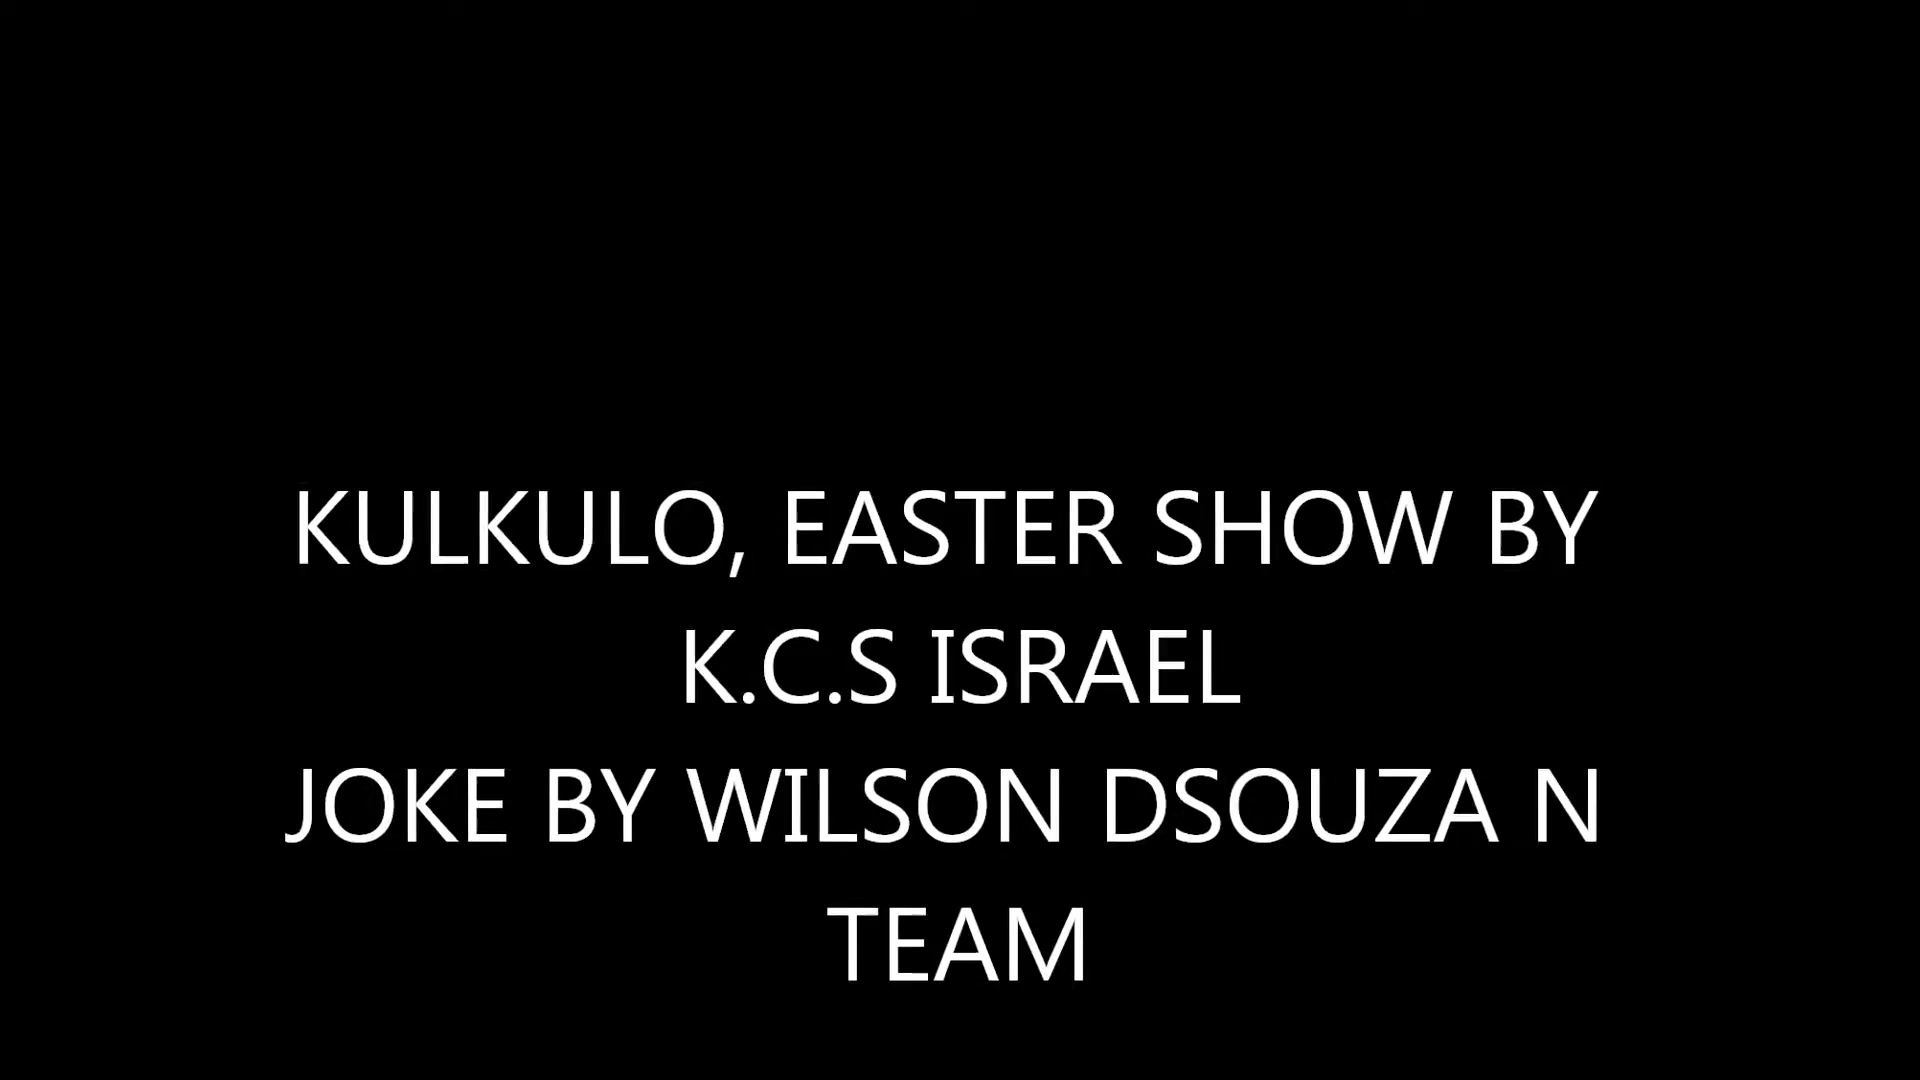 KULKULO, EASTER SHOW BY
K.C.S ISRAEL
JOKE BY WILSON DSOUZA N
TEAM